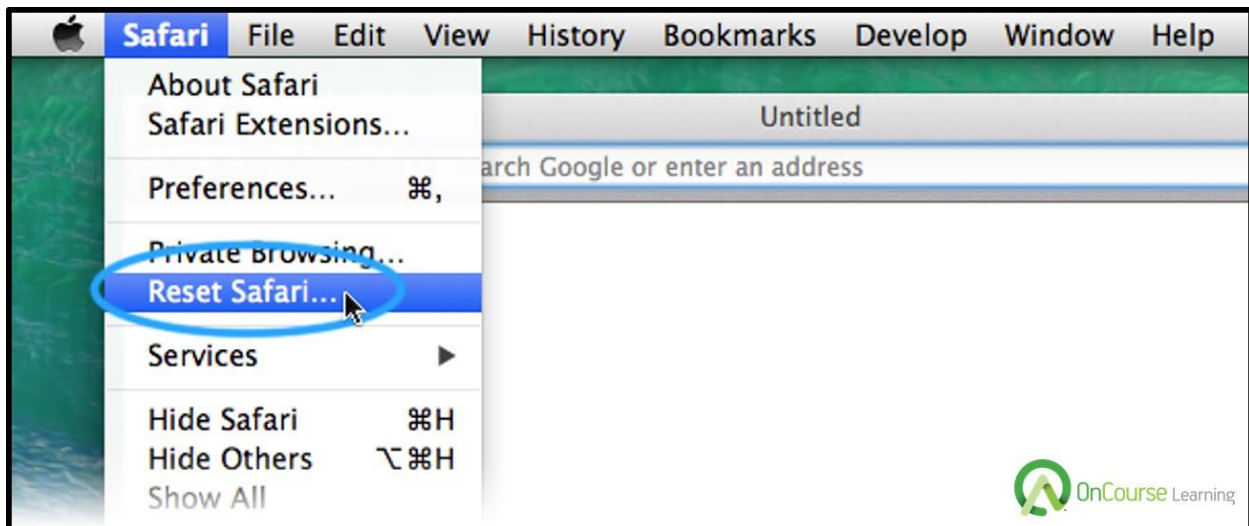 Safari File Edit View History Bookmarks Develop Window Help
About Safari
Safari Extensions...
Untitled
arch Google or enter an address
Preferences... ⌘,
Private Browsing...
Reset Safari...
Services ▶
Hide Safari ⌘H
Hide Others ⌥⌘H
Show All
OnCourse Learning